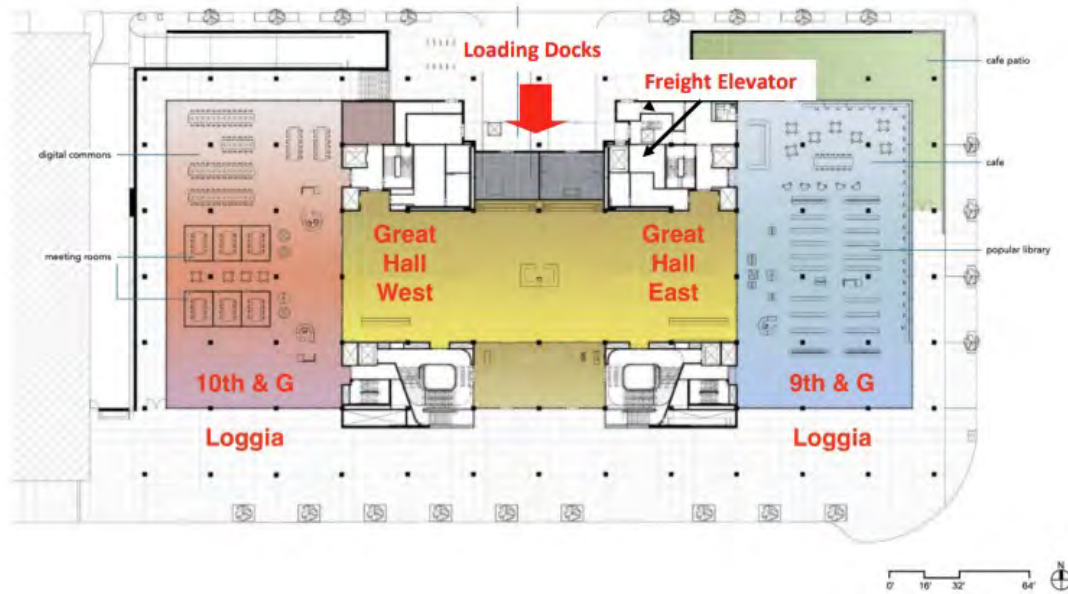 Loading Docks
Freight Elevator
cafe patio
digital commons
cafe
Great
Hall
West
Great
Hall
East
meeting rooms
popular library
10th & G
9th & G
Loggia
Loggia
N
0'
16'
32'
64'